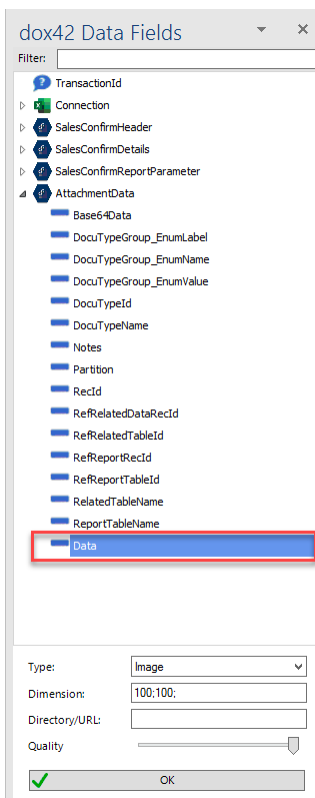 dox42 Data Fields
Filter:
TransactionId
Connection
SalesConfirmHeader
SalesConfirmDetails
SalesConfirmReportParameter
AttachmentData
Base64Data
DocuTypeGroup_EnumLabel
DocuTypeGroup_EnumName
DocuTypeGroup_EnumValue
DocuTypeId
DocuTypeName
Notes
Partition
RecId
RefRelatedDataRecId
RefRelatedTableId
RefReportRecId
RefReportTableId
RelatedTableName
ReportTableName
Data
Type: Image
Dimension: 100;100;
Directory/URL:
Quality
OK